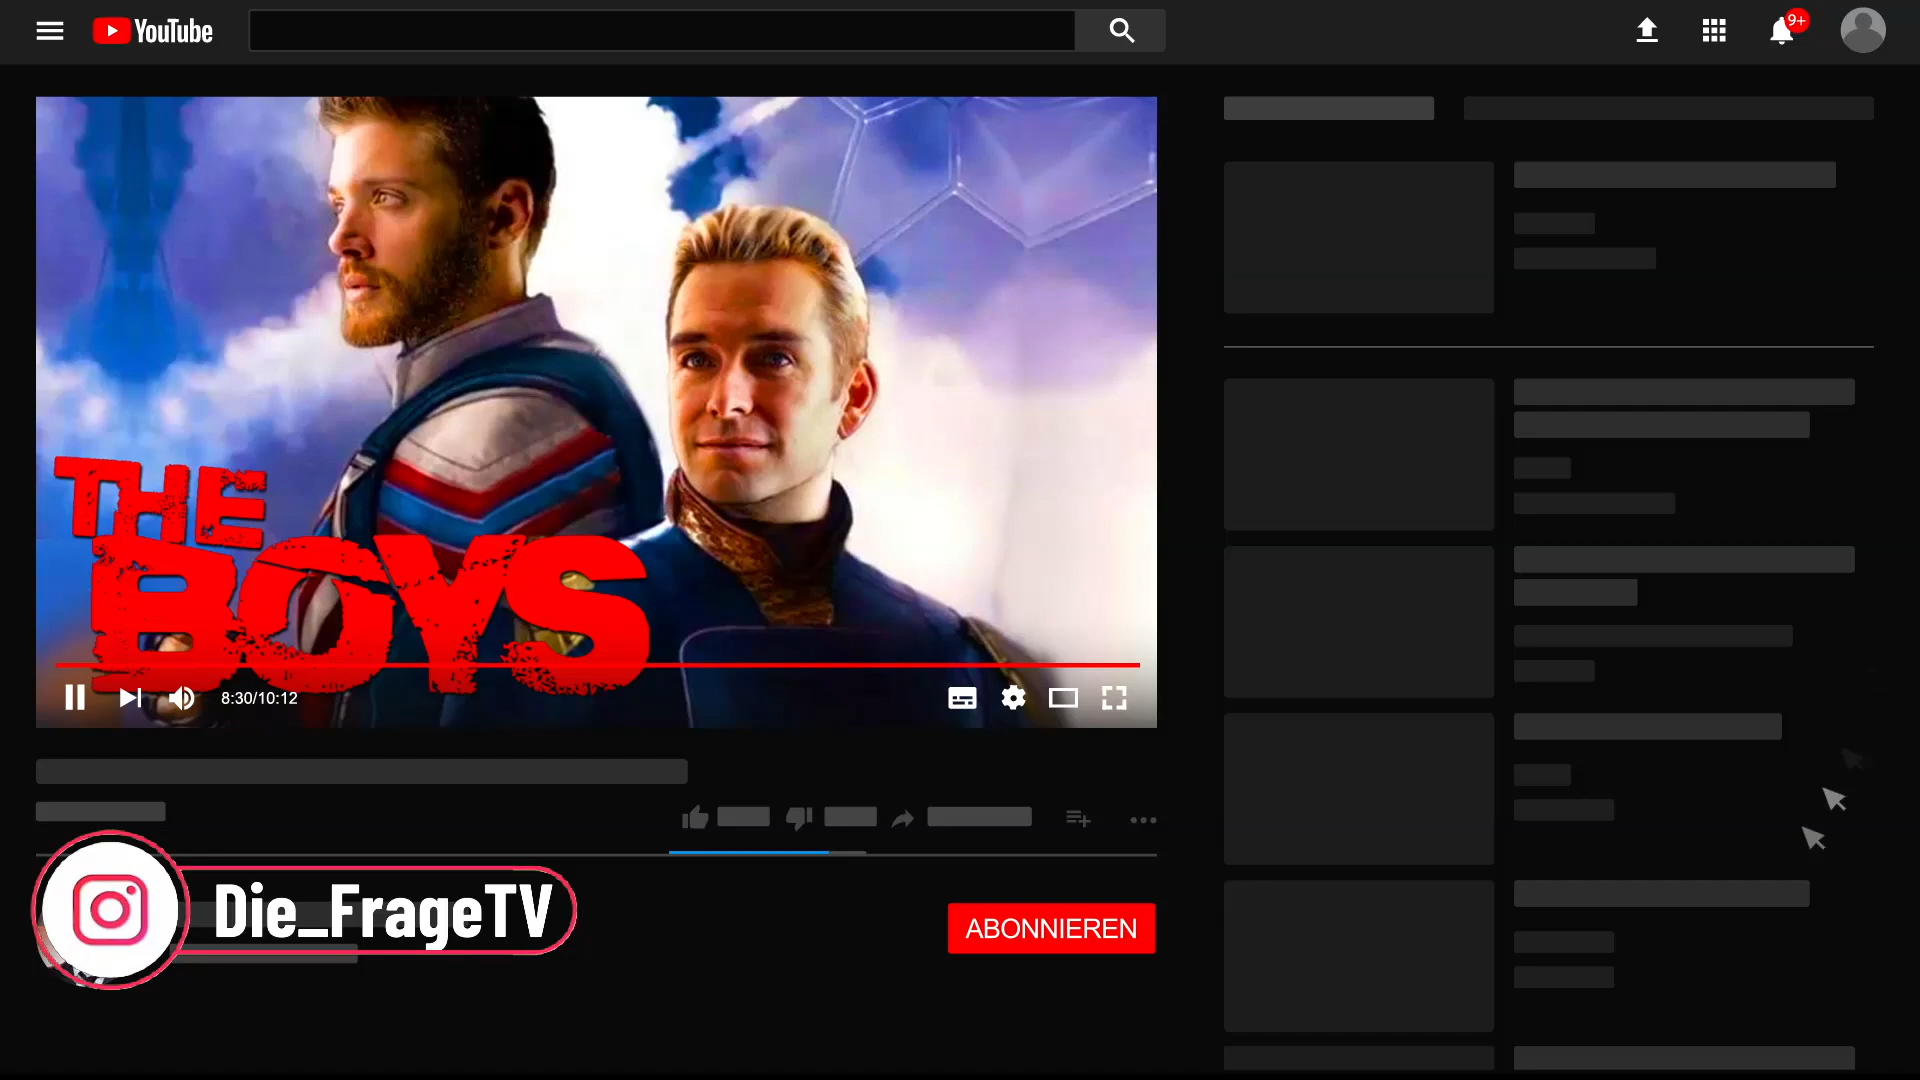 YouTube
9+
THE
BOYS
8:30/10:12
Die_FrageTV
ABONNIEREN